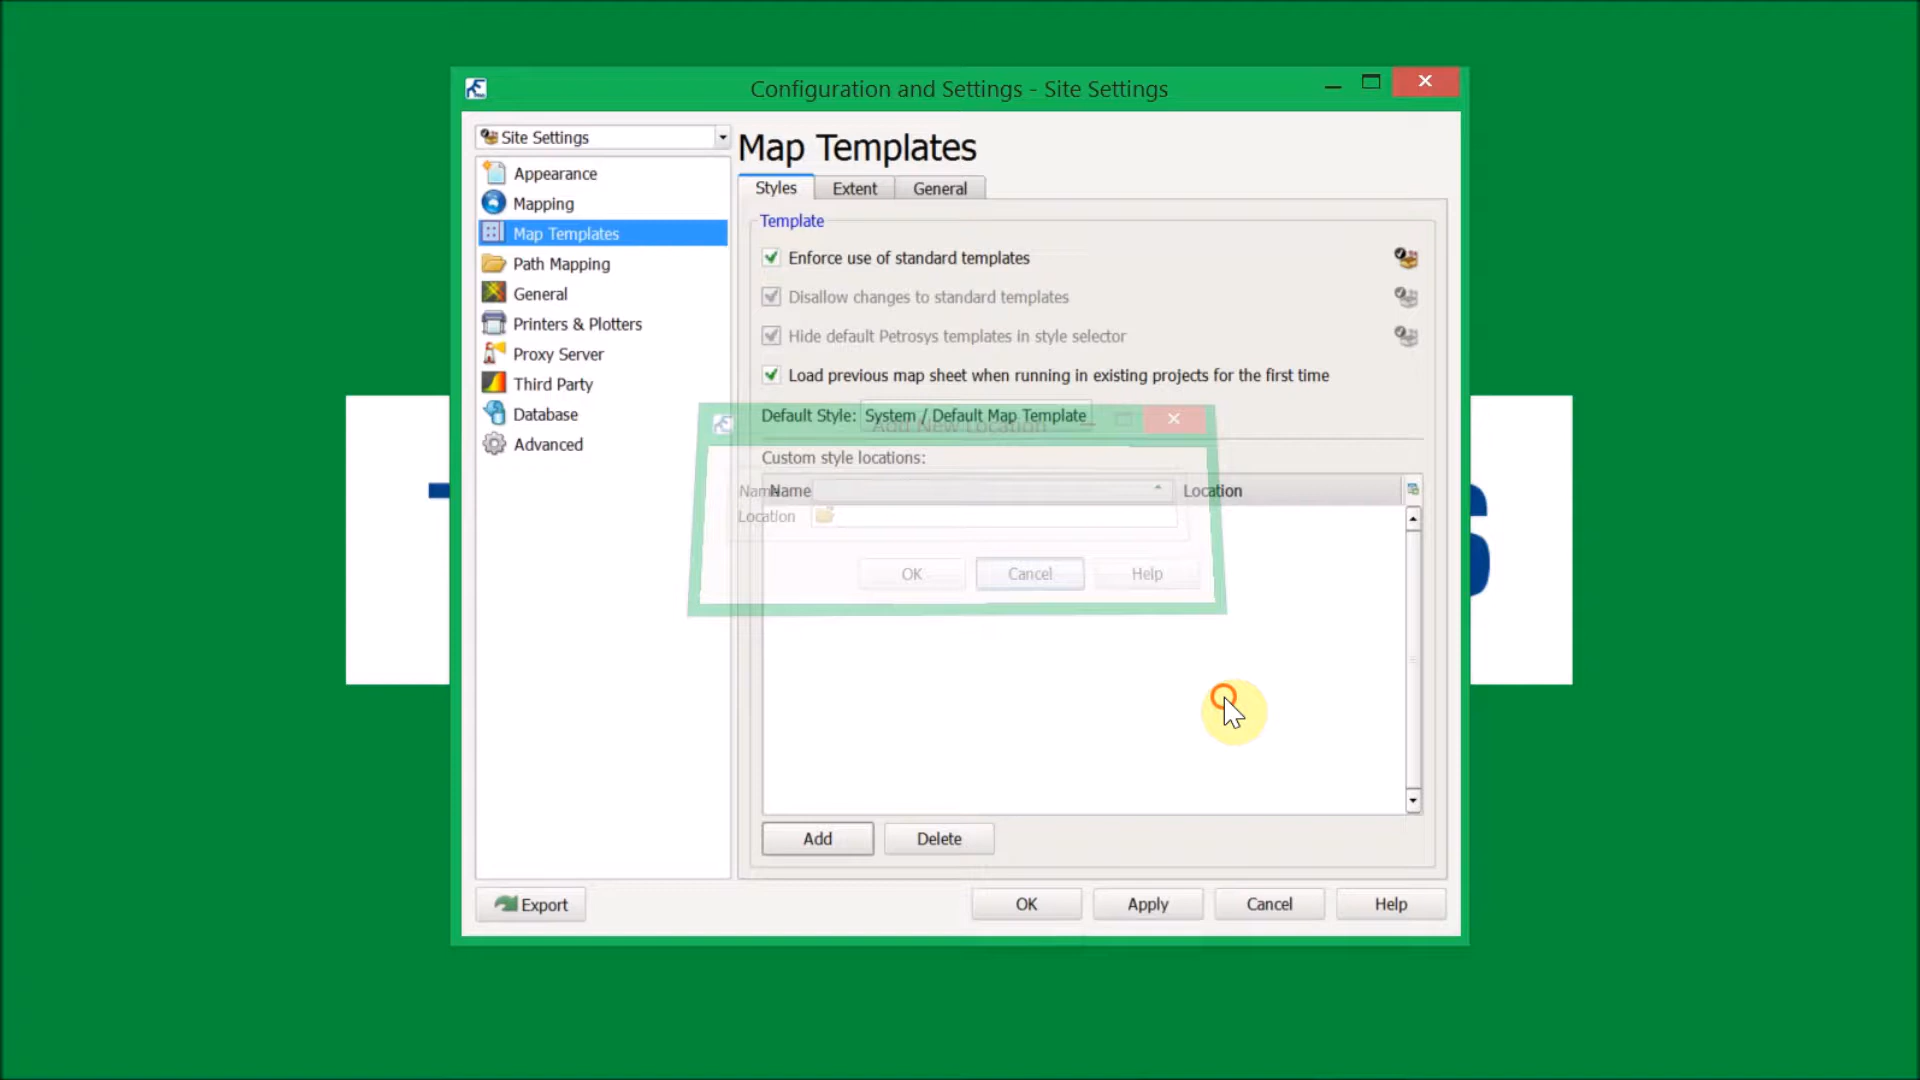 Configuration and Settings - Site Settings
Site Settings
Appearance
Mapping
Map Templates
Path Mapping
General
Printers & Plotters
Proxy Server
Third Party
Database
Advanced
Map Templates
Styles
Extent
General
Template
Enforce use of standard templates
Disallow changes to standard templates
Hide default Petrosys templates in style selector
Load previous map sheet when running in existing projects for the first time
Default Style: System / Default Map Template
Add New Location
Custom style locations:
Name
Name
Location
Location
OK
Cancel
Help
Add
Delete
Export
OK
Apply
Cancel
Help